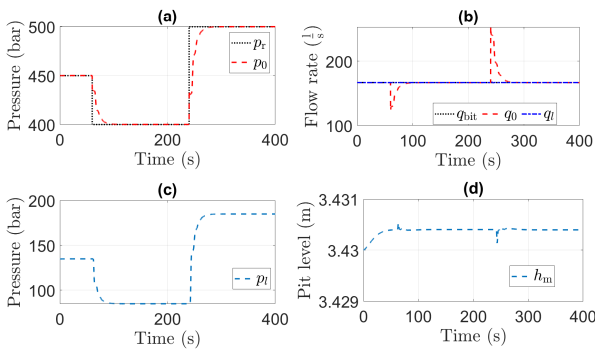 (a)
Pressure (bar)
500
450
400
p_r
p_0
0
200
400
Time (s)
(b)
Flow rate (l/s)
200
100
q_bit
q_0
q_l
0
100
200
300
400
Time (s)
(c)
Pressure (bar)
200
150
100
p_l
0
200
400
Time (s)
(d)
Pit level (m)
3.431
3.43
3.429
h_m
0
100
200
300
400
Time (s)